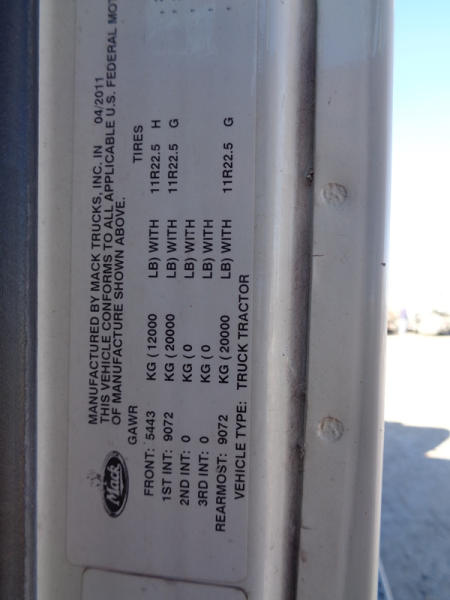 MANUFACTURED BY MACK TRUCKS, INC. IN 04/2011
THIS VEHICLE CONFORMS TO ALL APPLICABLE U.S. FEDERAL MOT
OF MANUFACTURE SHOWN ABOVE.
GAWR TIRES
FRONT: 5443 KG ( 12000 LB) WITH 11R22.5 H
1ST INT: 9072 KG ( 20000 LB) WITH 11R22.5 G
2ND INT: 0 KG ( 0 LB) WITH
3RD INT: 0 KG ( 0 LB) WITH
REARMOST: 9072 KG ( 20000 LB) WITH 11R22.5 G
VEHICLE TYPE: TRUCK TRACTOR
Mack